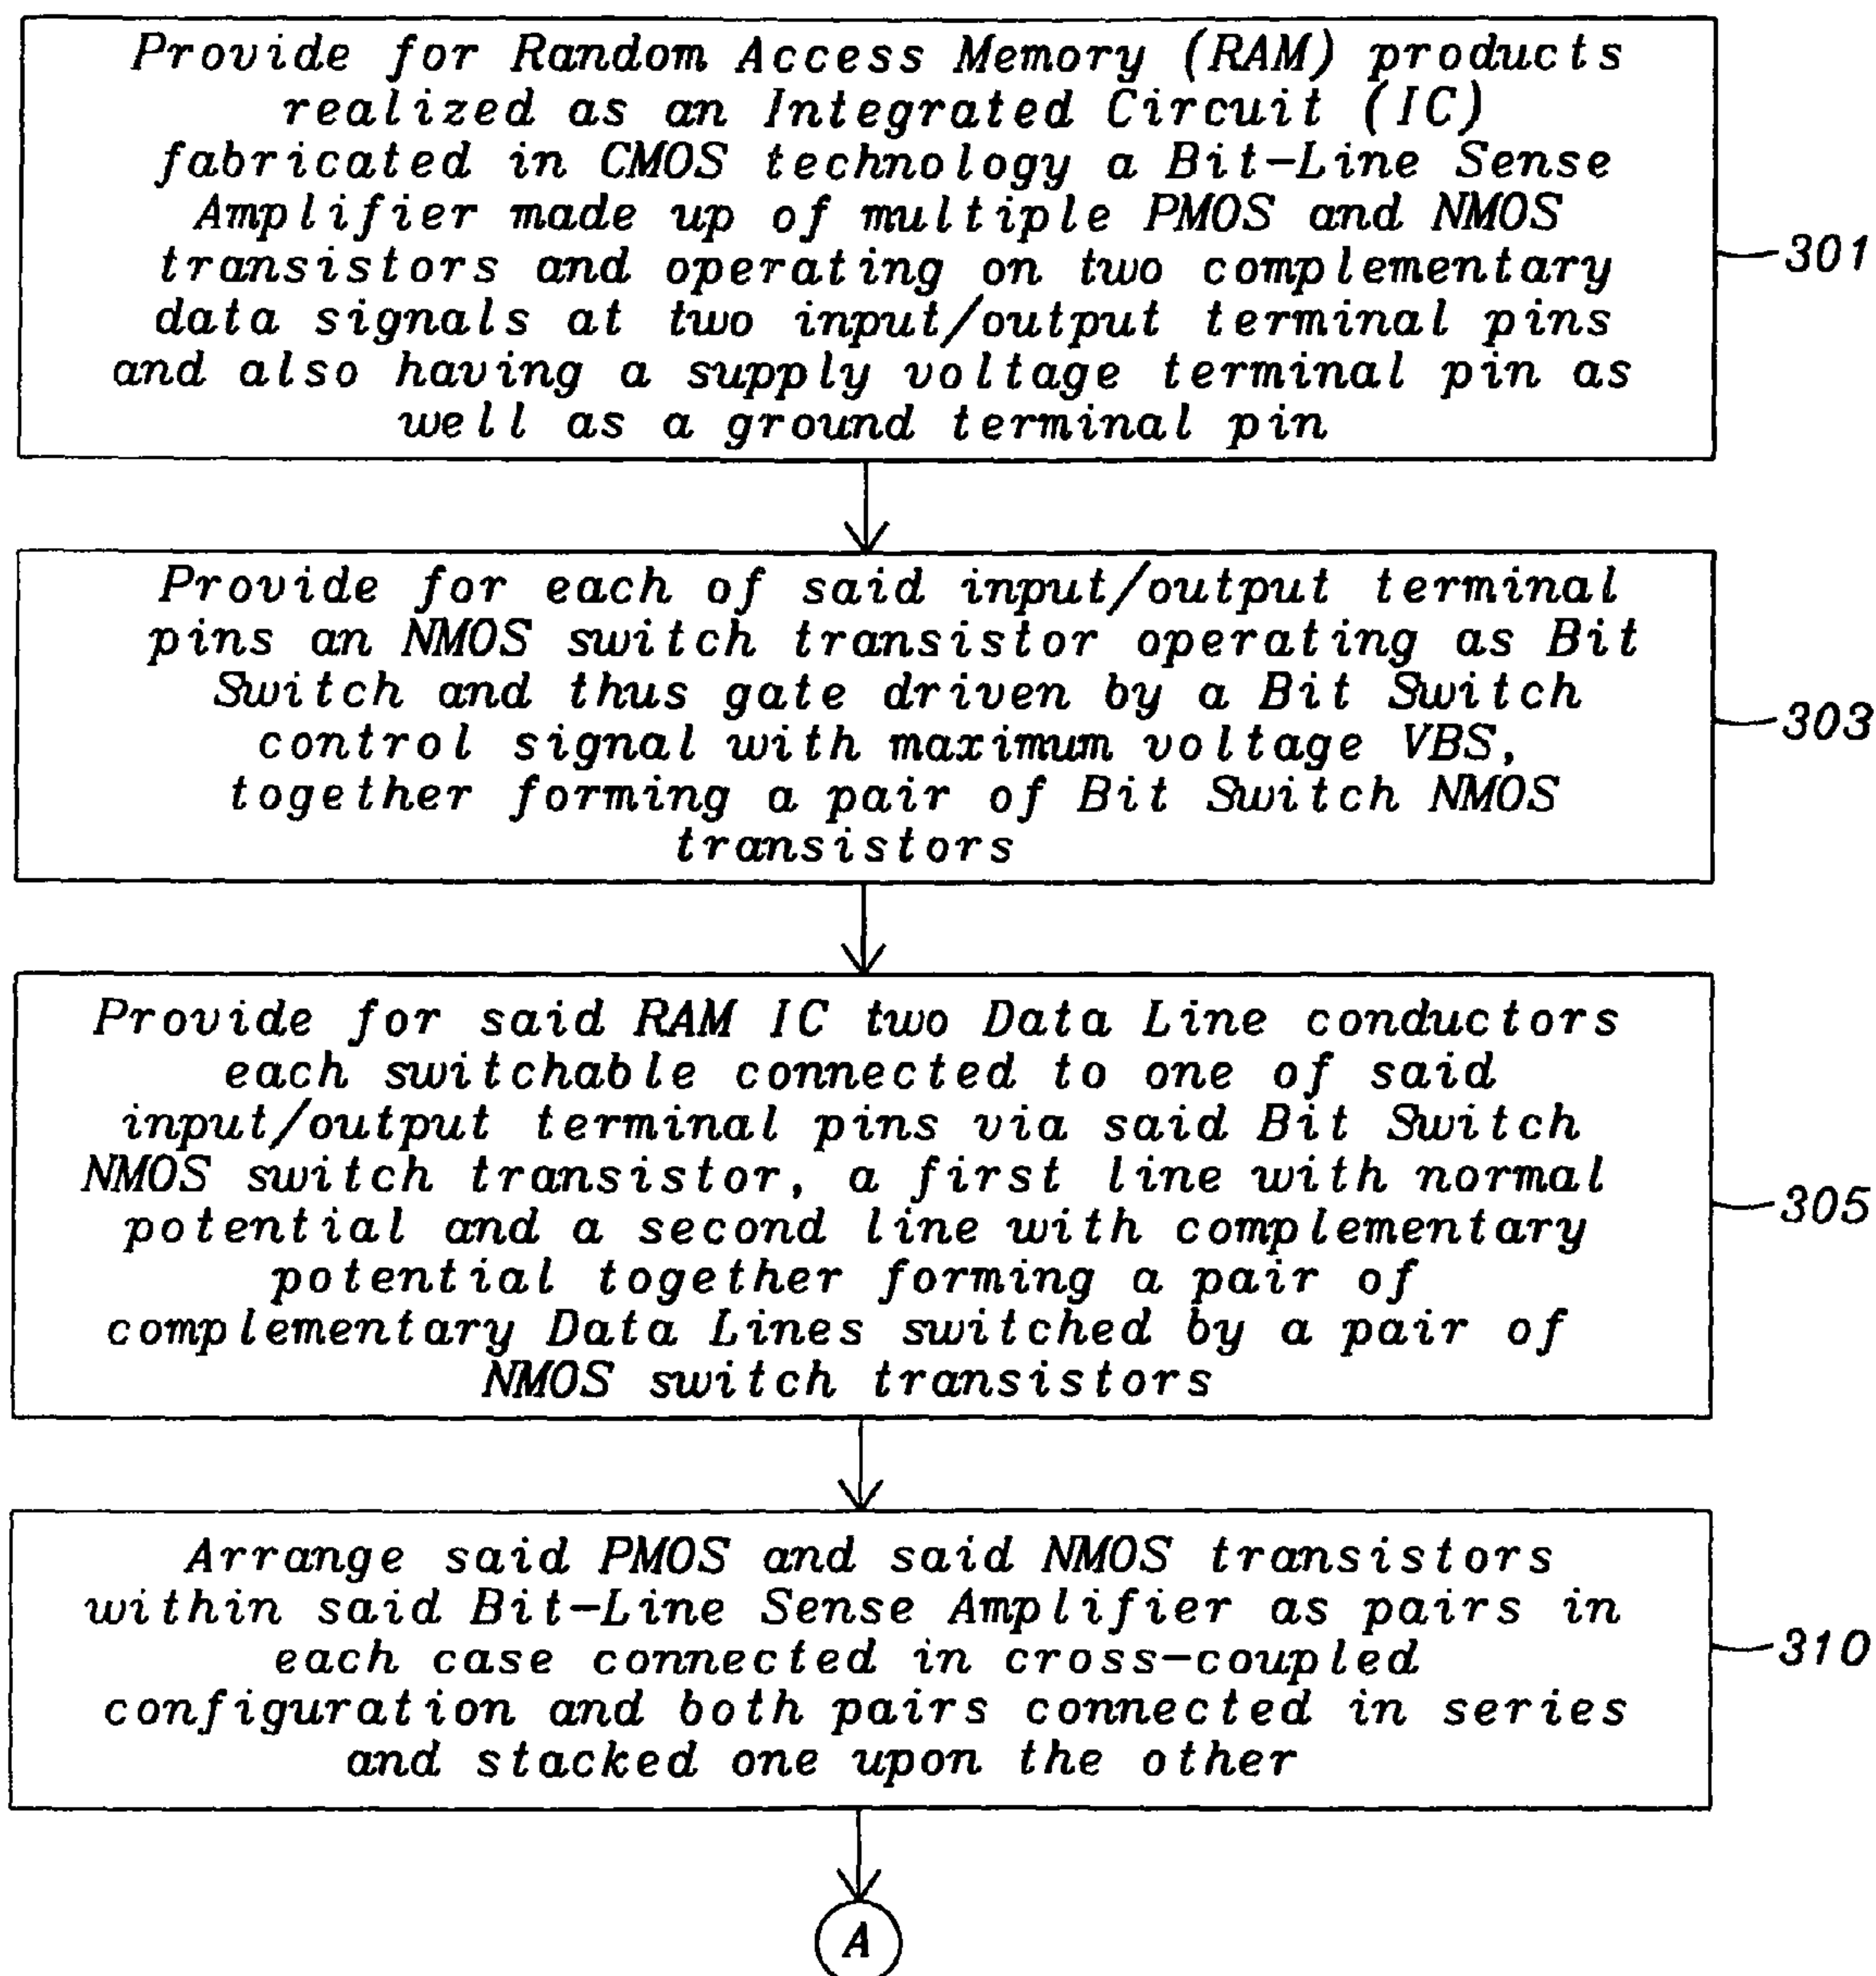 Provide for Random Access Memory (RAM) products
realized as an Integrated Circuit (IC)
fabricated in CMOS technology a Bit-Line Sense
Amplifier made up of multiple PMOS and NMOS
transistors and operating on two complementary
data signals at two input/output terminal pins
and also having a supply voltage terminal pin as
well as a ground terminal pin
301
Provide for each of said input/output terminal
pins an NMOS switch transistor operating as Bit
Switch and thus gate driven by a Bit Switch
control signal with maximum voltage VBS,
together forming a pair of Bit Switch NMOS
transistors
303
Provide for said RAM IC two Data Line conductors
each switchable connected to one of said
input/output terminal pins via said Bit Switch
NMOS switch transistor, a first line with normal
potential and a second line with complementary
potential together forming a pair of
complementary Data Lines switched by a pair of
NMOS switch transistors
305
Arrange said PMOS and said NMOS transistors
within said Bit-Line Sense Amplifier as pairs in
each case connected in cross-coupled
configuration and both pairs connected in series
and stacked one upon the other
310
A